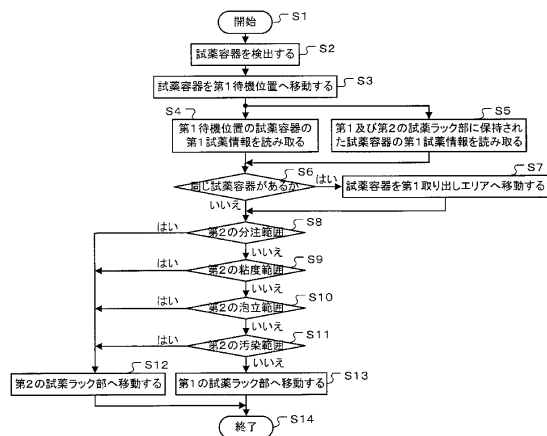 開始
S1
試薬容器を検出する
S2
試薬容器を第1待機位置へ移動する
S3
S4
第1待機位置の試薬容器の
第1試薬情報を読み取る
S5
第1及び第2の試薬ラック部に保持され
た試薬容器の第1試薬情報を読み取る
S6
同じ試薬容器があるか
はい
いいえ
S7
試薬容器を第1取り出しエリアへ移動する
S8
第2の分注範囲
はい
いいえ
S9
第2の粘度範囲
はい
いいえ
S10
第2の泡立範囲
はい
いいえ
S11
第2の汚染範囲
はい
いいえ
S12
第2の試薬ラック部へ移動する
S13
第1の試薬ラック部へ移動する
終了
S14